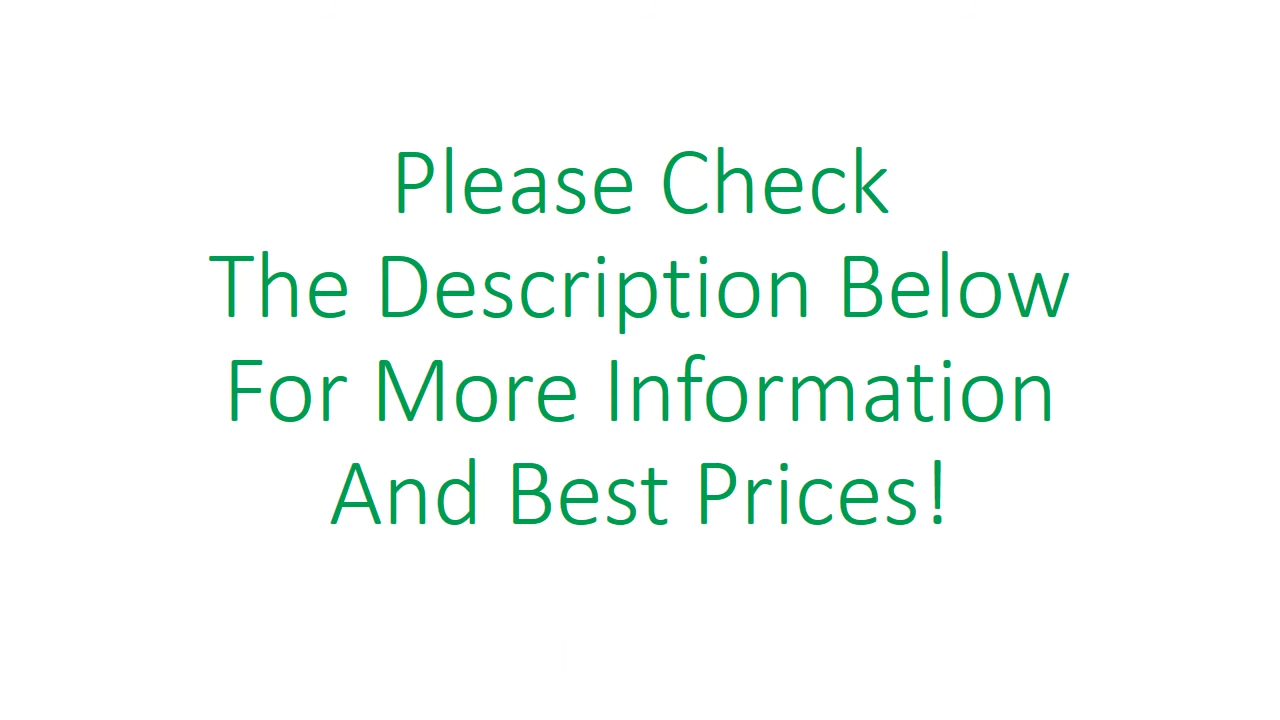 Please Check
The Description Below
For More Information
And Best Prices!